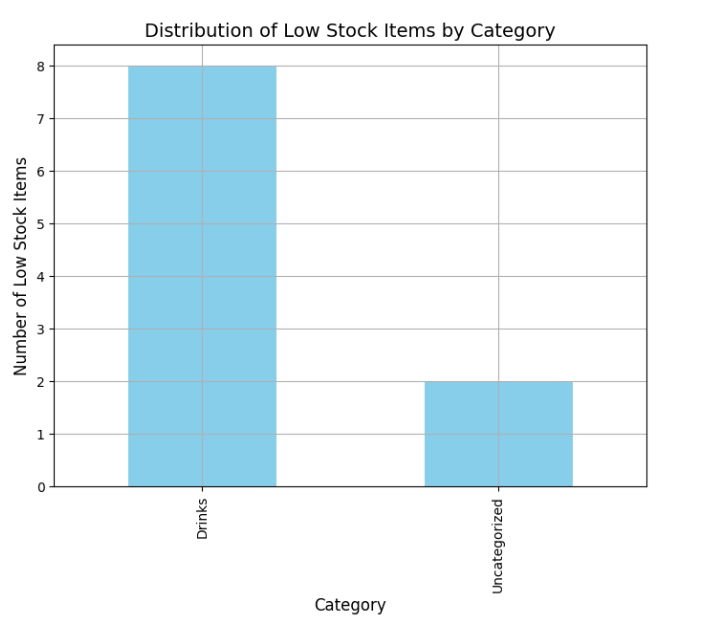 Distribution of Low Stock Items by Category
Number of Low Stock Items
8
7
6
5
4
3
2
1
0
Drinks
Uncategorized
Category